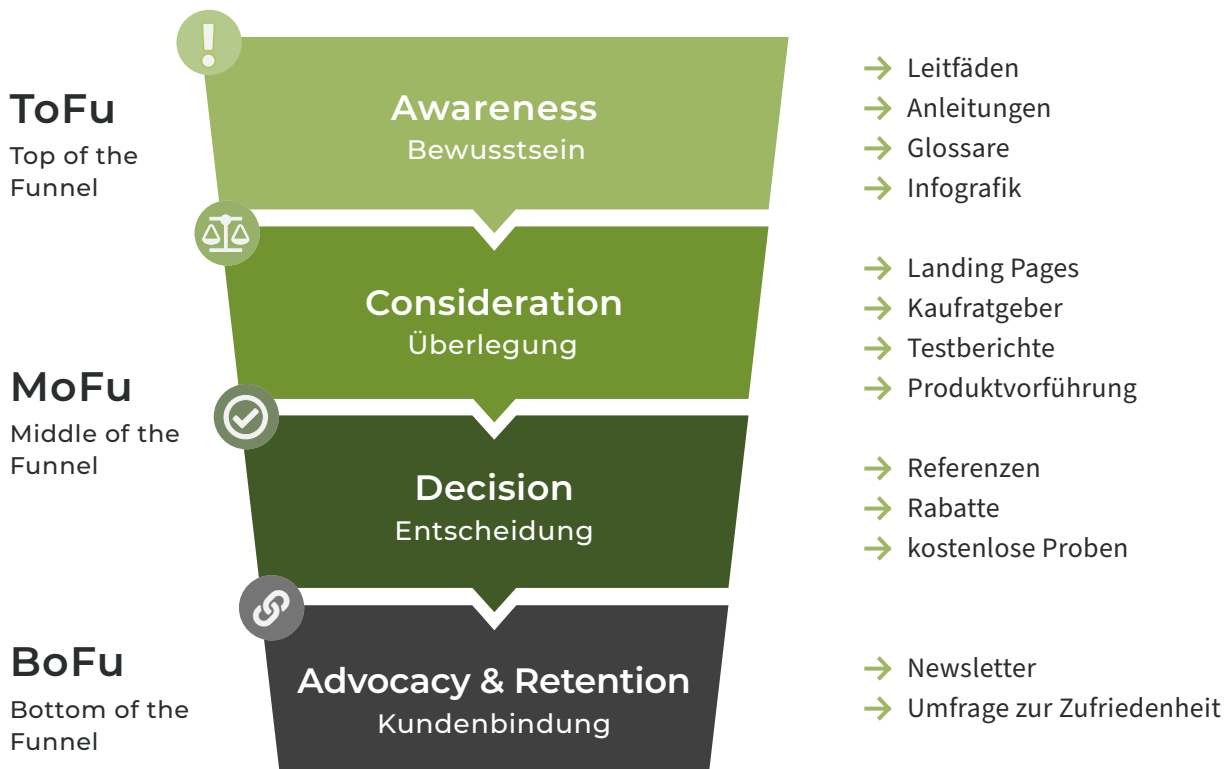 ToFu
Top of the
Funnel
Awareness
Bewusstsein
Leitfäden
Anleitungen
Glossare
Infografik
MoFu
Middle of the
Funnel
Consideration
Überlegung
Landing Pages
Kaufratgeber
Testberichte
Produktvorführung
Decision
Entscheidung
Referenzen
Rabatte
kostenlose Proben
BoFu
Bottom of the
Funnel
Advocacy & Retention
Kundenbindung
Newsletter
Umfrage zur Zufriedenheit